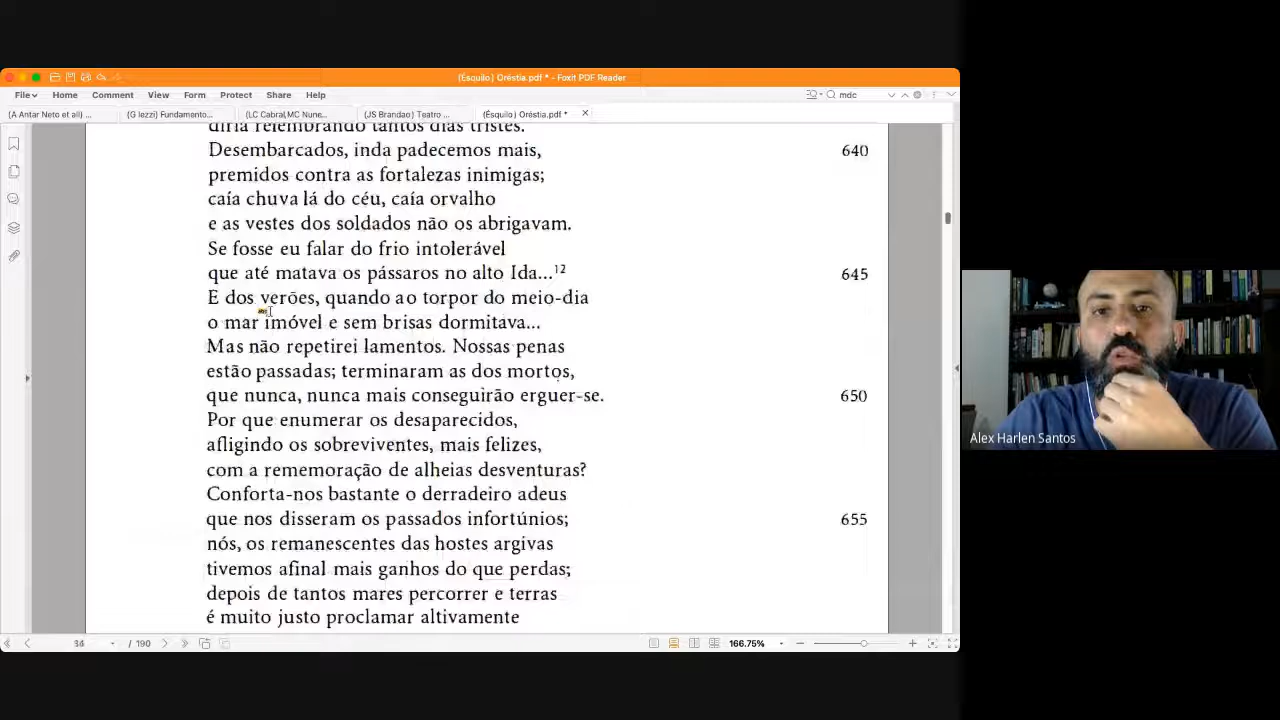 (Ésquilo) Oréstia.pdf * - Foxit PDF Reader
File Home Comment View Form Protect Share Help
mdc
(A Antar Neto et all) ... (G Iezzi) Fundamento... (LC Cabral,MC Nune... (JS Brandao) Teatro ... (Ésquilo) Oréstia.pdf *
diria relembrando tantos dias tristes.
Desembarcados, inda padecemos mais, 640
premidos contra as fortalezas inimigas;
caía chuva lá do céu, caía orvalho
e as vestes dos soldados não os abrigavam.
Se fosse eu falar do frio intolerável
que até matava os pássaros no alto Ida...¹² 645
E dos verões, quando ao torpor do meio-dia
o mar imóvel e sem brisas dormitava...
Mas não repetirei lamentos. Nossas penas
estão passadas; terminaram as dos mortos,
que nunca, nunca mais conseguirão erguer-se. 650
Por que enumerar os desaparecidos,
afligindo os sobreviventes, mais felizes,
com a rememoração de alheias desventuras?
Conforta-nos bastante o derradeiro adeus
que nos disseram os passados infortúnios; 655
nós, os remanescentes das hostes argivas
tivemos afinal mais ganhos do que perdas;
depois de tantos mares percorrer e terras
é muito justo proclamar altivamente
34 / 190 166.75%
Alex Harlen Santos